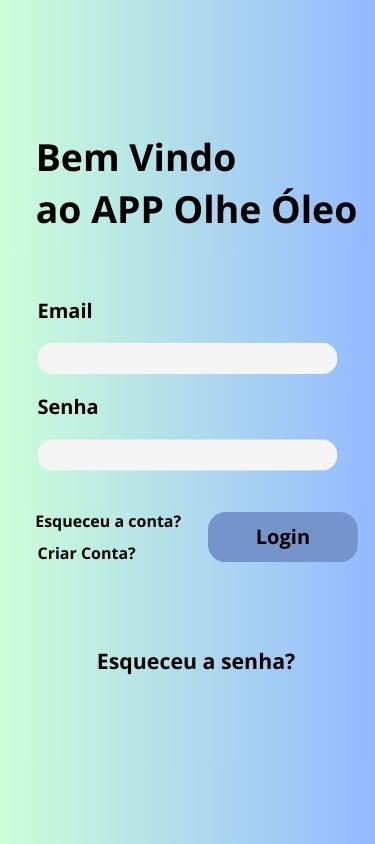 Bem Vindo
ao APP Olhe Óleo
Email
Senha
Esqueceu a conta?
Login
Criar Conta?
Esqueceu a senha?